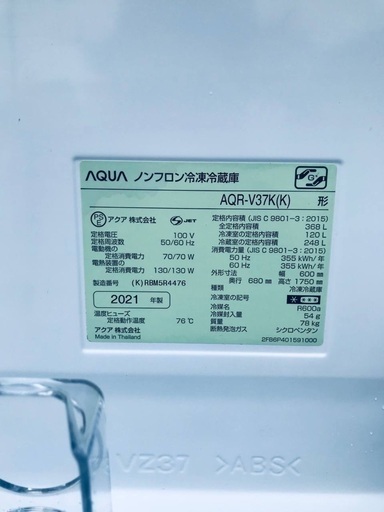 AQUA ノンフロン冷凍冷蔵庫
AQR-V37K(K) 形
PS E アクア株式会社 JET
定格電圧 100 V
定格周波数 50/60 Hz
電動機の
定格消費電力 70/70 W
電熱装置の
定格消費電力 130/130 W
製造番号 (K)RBM5R4476
2021 年製
温度ヒューズ
定格動作温度 76℃
アクア株式会社
Made in Thailand
定格内容積 (JIS C 9801-3:2015)
全定格内容積 368 L
冷凍室の定格内容積 120 L
冷蔵室の定格内容積 248 L
消費電力量 (JIS C 9801-3:2015)
50 Hz 355 kWh/年
60 Hz 355 kWh/年
外形寸法 幅 600 mm
奥行 680 mm 高さ 1750 mm
種類 冷凍冷蔵庫
冷凍室の記号
冷媒 R600a
冷媒封入量 54 g
質量 78 kg
断熱発泡ガス シクロペンタン
2FB6P401591000
VZ37 >ABS<